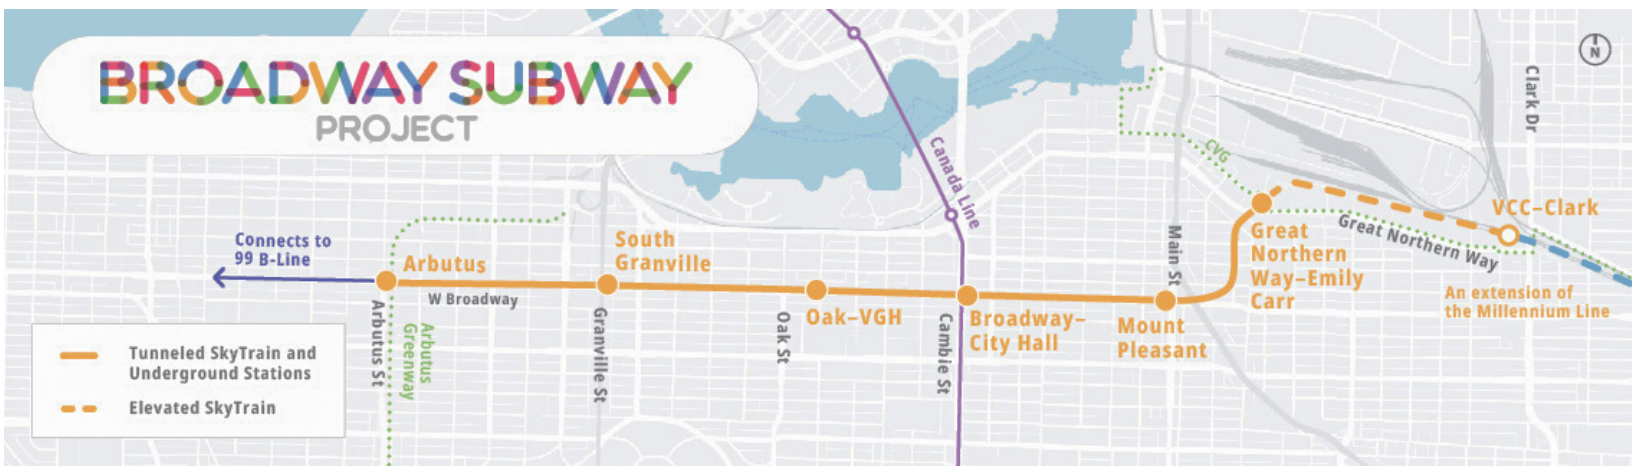 BROADWAY SUBWAY
PROJECT
N
Clark Dr
Canada Line
CVG
VCC–Clark
Great Northern Way
Connects to
99 B-Line
Arbutus
South
Granville
W Broadway
Main St
Great
Northern
Way–Emily
Carr
An extension of
the Millennium Line
Oak–VGH
Broadway–
City Hall
Mount
Pleasant
Arbutus St
Arbutus
Greenway
Granville St
Oak St
Cambie St
Tunneled SkyTrain and
Underground Stations
Elevated SkyTrain